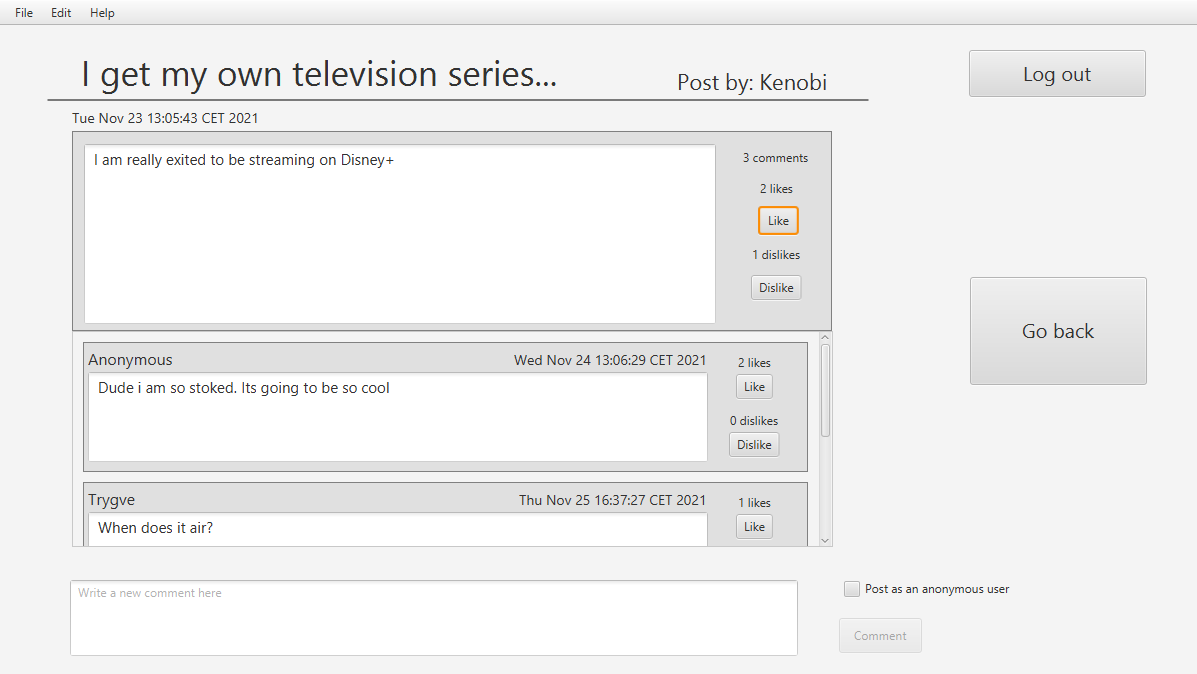 File Edit Help
I get my own television series...
Post by: Kenobi
Log out
Tue Nov 23 13:05:43 CET 2021
I am really exited to be streaming on Disney+
3 comments
2 likes
Like
1 dislikes
Dislike
Go back
Anonymous
Wed Nov 24 13:06:29 CET 2021
Dude i am so stoked. Its going to be so cool
2 likes
Like
0 dislikes
Dislike
Trygve
Thu Nov 25 16:37:27 CET 2021
When does it air?
1 likes
Like
Write a new comment here
Post as an anonymous user
Comment